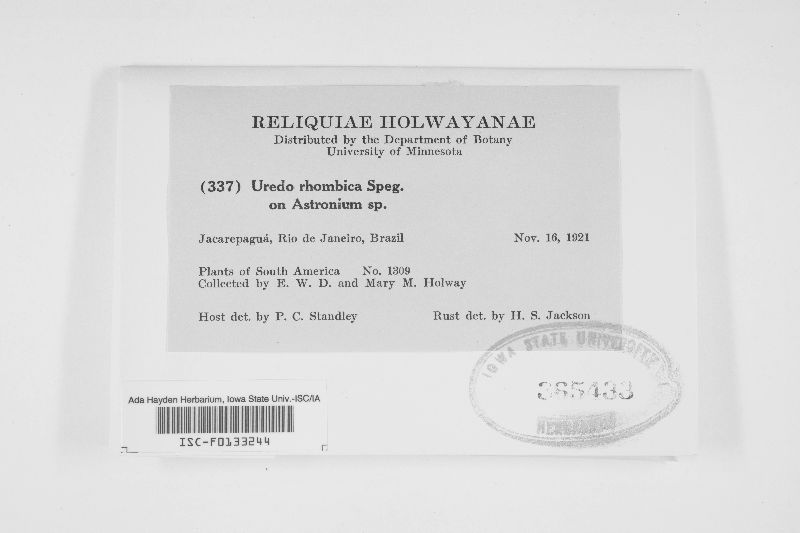 RELIQUIAE HOLWAYANAE
Distributed by the Department of Botany
University of Minnesota
(337) Uredo rhombica Speg.
on Astronium sp.
Jacarepaguá, Rio de Janeiro, Brazil Nov. 16, 1921
Plants of South America No. 1309
Collected by E. W. D. and Mary M. Holway
Host det. by P. C. Standley Rust det. by H. S. Jackson
IOWA STATE UNIVERSITY
385433
HERBARIUM
Ada Hayden Herbarium, Iowa State Univ.-ISC/IA
ISC-F0133244